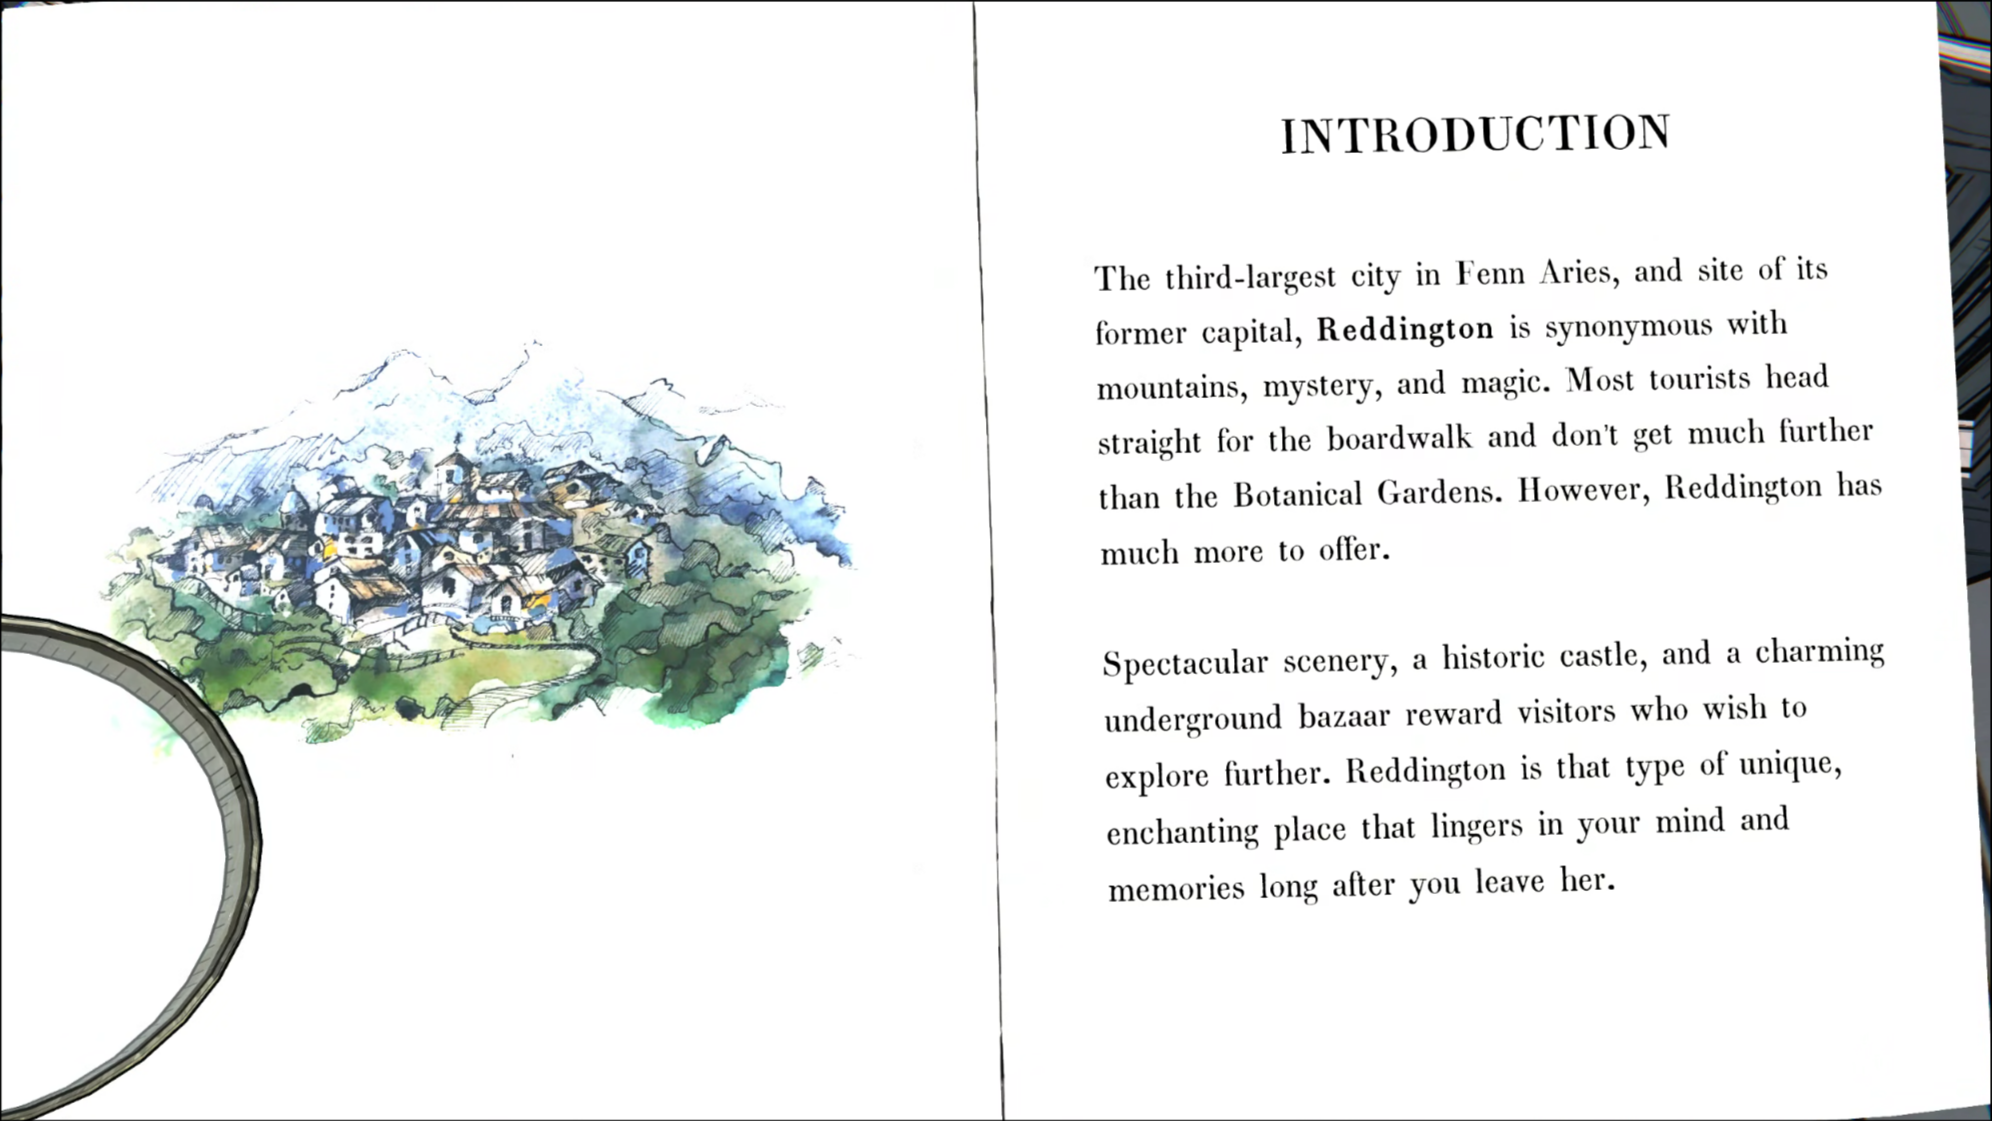 INTRODUCTION
The third-largest city in Fenn Aries, and site of its
former capital, Reddington is synonymous with
mountains, mystery, and magic. Most tourists head
straight for the boardwalk and don't get much further
than the Botanical Gardens. However, Reddington has
much more to offer.
Spectacular scenery, a historic castle, and a charming
underground bazaar reward visitors who wish to
explore further. Reddington is that type of unique,
enchanting place that lingers in your mind and
memories long after you leave her.